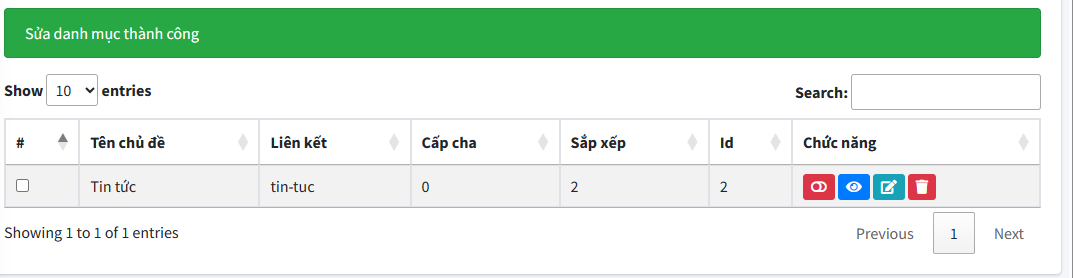 Sửa danh mục thành công
Show 10 entries
Search:
# Tên chủ đề Liên kết Cấp cha Sắp xếp Id Chức năng
Tin tức tin-tuc 0 2 2
Showing 1 to 1 of 1 entries
Previous 1 Next